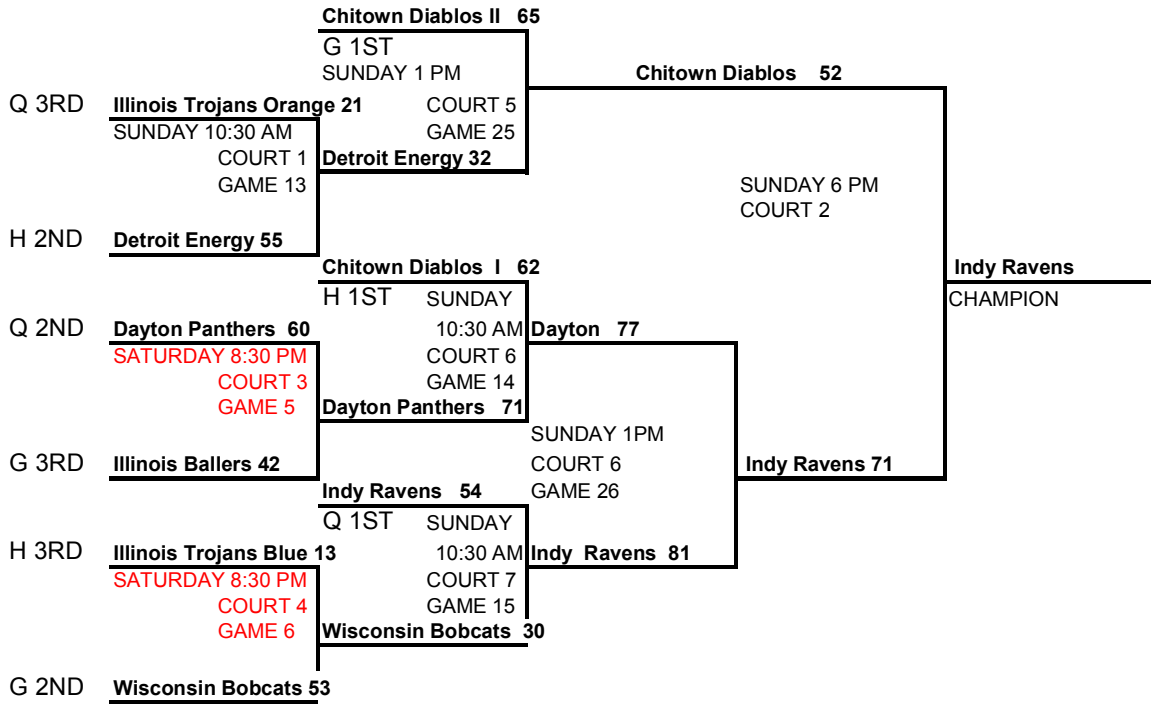 Chitown Diablos II 65
G 1ST
SUNDAY 1 PM
Chitown Diablos 52
Q 3RD Illinois Trojans Orange 21 COURT 5
SUNDAY 10:30 AM GAME 25
COURT 1 Detroit Energy 32
GAME 13 SUNDAY 6 PM
COURT 2
H 2ND Detroit Energy 55
Chitown Diablos I 62 Indy Ravens
H 1ST SUNDAY CHAMPION
Q 2ND Dayton Panthers 60 10:30 AM Dayton 77
SATURDAY 8:30 PM COURT 6
COURT 3 GAME 14
GAME 5 Dayton Panthers 71
SUNDAY 1PM
G 3RD Illinois Ballers 42 COURT 6 Indy Ravens 71
Indy Ravens 54 GAME 26
Q 1ST SUNDAY
H 3RD Illinois Trojans Blue 13 10:30 AM Indy Ravens 81
SATURDAY 8:30 PM COURT 7
COURT 4 GAME 15
GAME 6 Wisconsin Bobcats 30
G 2ND Wisconsin Bobcats 53